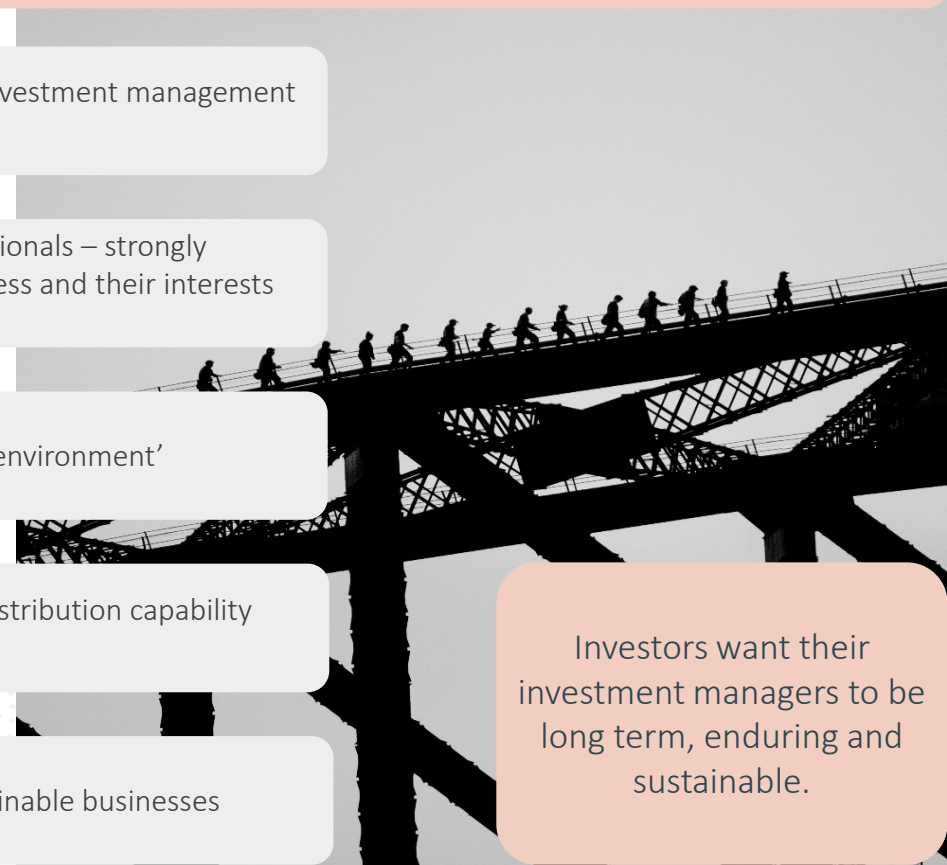 vestment management
ionals – strongly
ess and their interests
environment’
stribution capability
inable businesses
Investors want their
investment managers to be
long term, enduring and
sustainable.